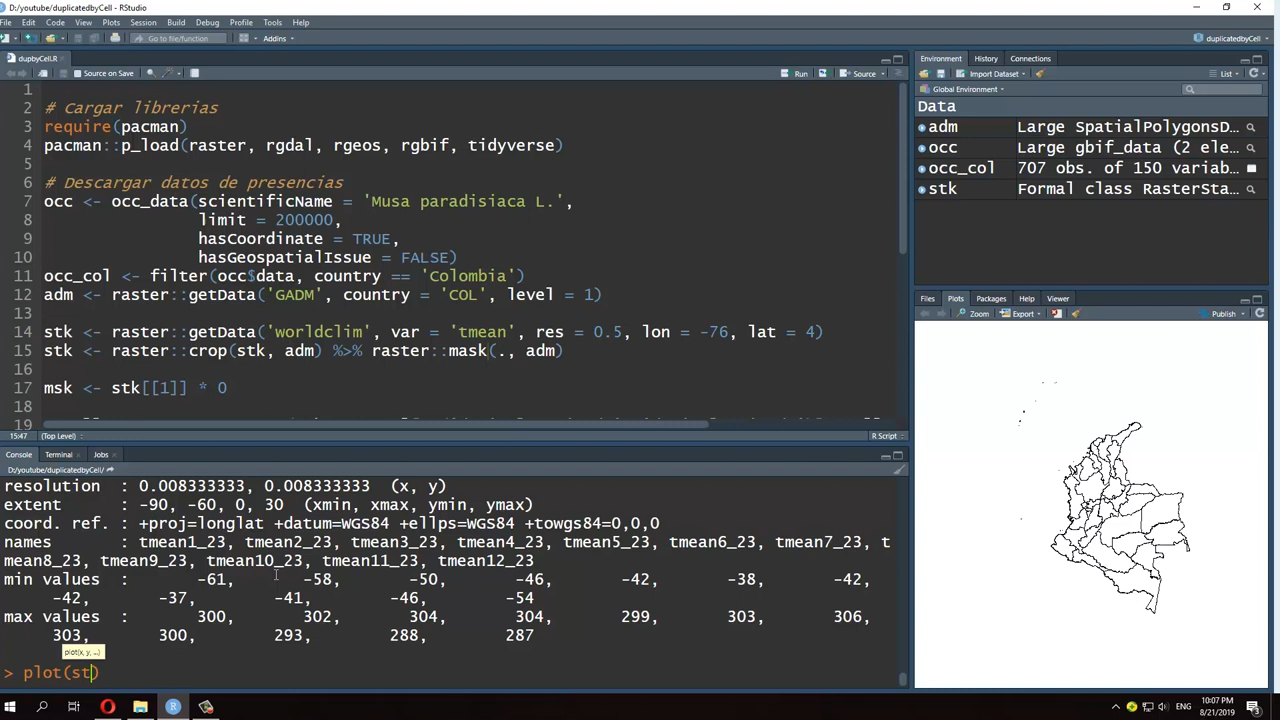 D:/youtube/duplicatedbyCell - RStudio
File Edit Code View Plots Session Build Debug Profile Tools Help
Go to file/function Addins duplicatedbyCell
dupbyCell.R
Source on Save Run Source
1
2 # Cargar librerias
3 require(pacman)
4 pacman::p_load(raster, rgdal, rgeos, rgbif, tidyverse)
5
6 # Descargar datos de presencias
7 occ <- occ_data(scientificName = 'Musa paradisiaca L.',
8 limit = 200000,
9 hasCoordinate = TRUE,
10 hasGeospatialIssue = FALSE)
11 occ_col <- filter(occ$data, country == 'Colombia')
12 adm <- raster::getData('GADM', country = 'COL', level = 1)
13
14 stk <- raster::getData('worldclim', var = 'tmean', res = 0.5, lon = -76, lat = 4)
15 stk <- raster::crop(stk, adm) %>% raster::mask(., adm)
16
17 msk <- stk[[1]] * 0
18
19
15:47 (Top Level) R Script
Console Terminal Jobs
D:/youtube/duplicatedbyCell/
resolution : 0.008333333, 0.008333333 (x, y)
extent : -90, -60, 0, 30 (xmin, xmax, ymin, ymax)
coord. ref. : +proj=longlat +datum=WGS84 +ellps=WGS84 +towgs84=0,0,0
names : tmean1_23, tmean2_23, tmean3_23, tmean4_23, tmean5_23, tmean6_23, tmean7_23, t
mean8_23, tmean9_23, tmean10_23, tmean11_23, tmean12_23
min values : -61, -58, -50, -46, -42, -38, -42,
-42, -37, -41, -46, -54
max values : 300, 302, 304, 304, 299, 303, 306,
303, 300, 293, 288, 287
plot(x, y, ...)
> plot(st)
Environment History Connections
Import Dataset List
Global Environment
Data
adm Large SpatialPolygonsD...
occ Large gbif_data (2 ele...
occ_col 707 obs. of 150 variab...
stk Formal class RasterSta...
Files Plots Packages Help Viewer
Zoom Export Publish
ENG 10:07 PM
8/21/2019
3